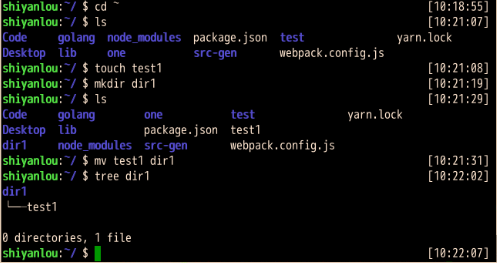 shiyanlou:~/ $ cd ~ [10:18:55]
shiyanlou:~/ $ ls [10:21:07]
Code golang node_modules package.json test yarn.lock
Desktop lib one src-gen webpack.config.js
shiyanlou:~/ $ touch test1 [10:21:08]
shiyanlou:~/ $ mkdir dir1 [10:21:19]
shiyanlou:~/ $ ls [10:21:29]
Code golang one test yarn.lock
Desktop lib package.json test1
dir1 node_modules src-gen webpack.config.js
shiyanlou:~/ $ mv test1 dir1 [10:21:31]
shiyanlou:~/ $ tree dir1 [10:22:02]
dir1
└──test1
0 directories, 1 file
shiyanlou:~/ $ [10:22:07]